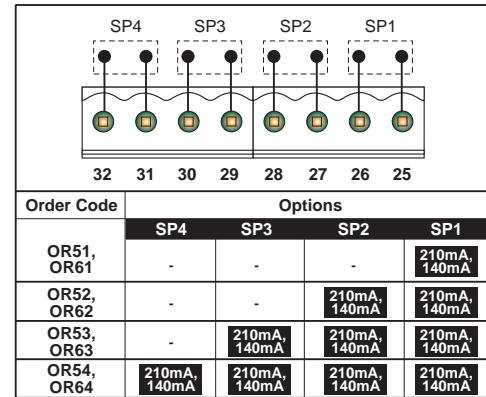 SP4 SP3 SP2 SP1
32 31 30 29 28 27 26 25
Order Code Options
SP4 SP3 SP2 SP1
OR51,
OR61 - - - 210mA,
140mA
OR52,
OR62 - - 210mA,
140mA 210mA,
140mA
OR53,
OR63 - 210mA,
140mA 210mA,
140mA 210mA,
140mA
OR54,
OR64 210mA,
140mA 210mA,
140mA 210mA,
140mA 210mA,
140mA